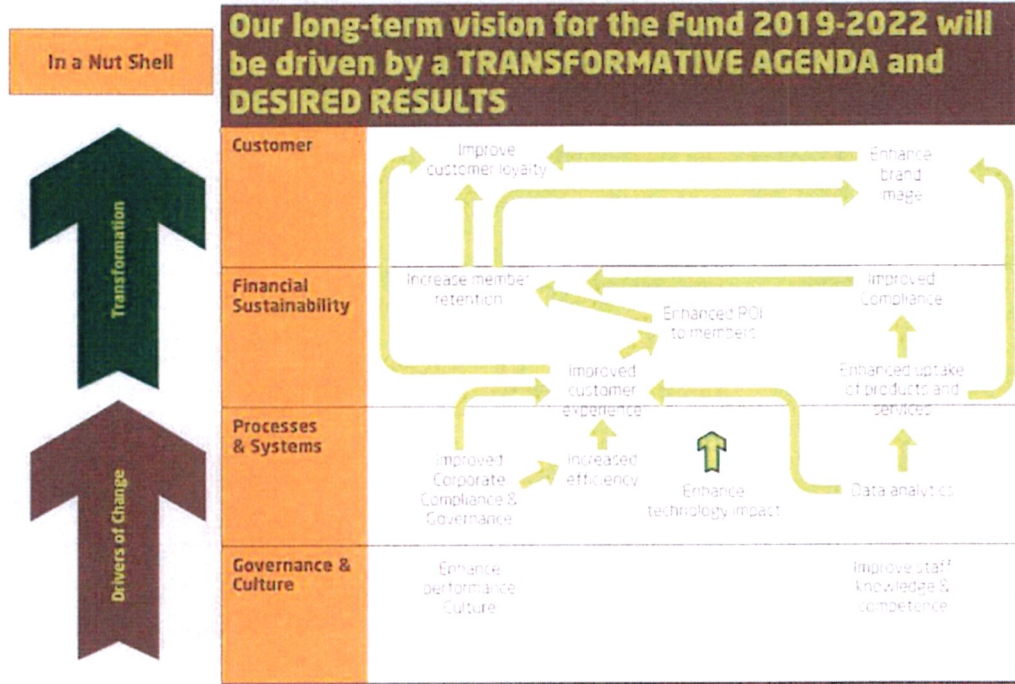 In a Nut Shell
Our long-term vision for the Fund 2019-2022 will
be driven by a TRANSFORMATIVE AGENDA and
DESIRED RESULTS
Transformation
Drivers of Change
Customer
Improve
customer loyalty
Enhance
brand
image
Financial
Sustainability
Increase member
retention
Improved
Compliance
Enhanced ROI
to members
Improved
customer
experience
Enhanced uptake
of products and
services
Processes
& Systems
Improved
Corporate
Compliance &
Governance
Increased
efficiency
Enhance
technology impact
Data analytics
Governance &
Culture
Enhance
performance
Culture
Improve staff
knowledge &
competence